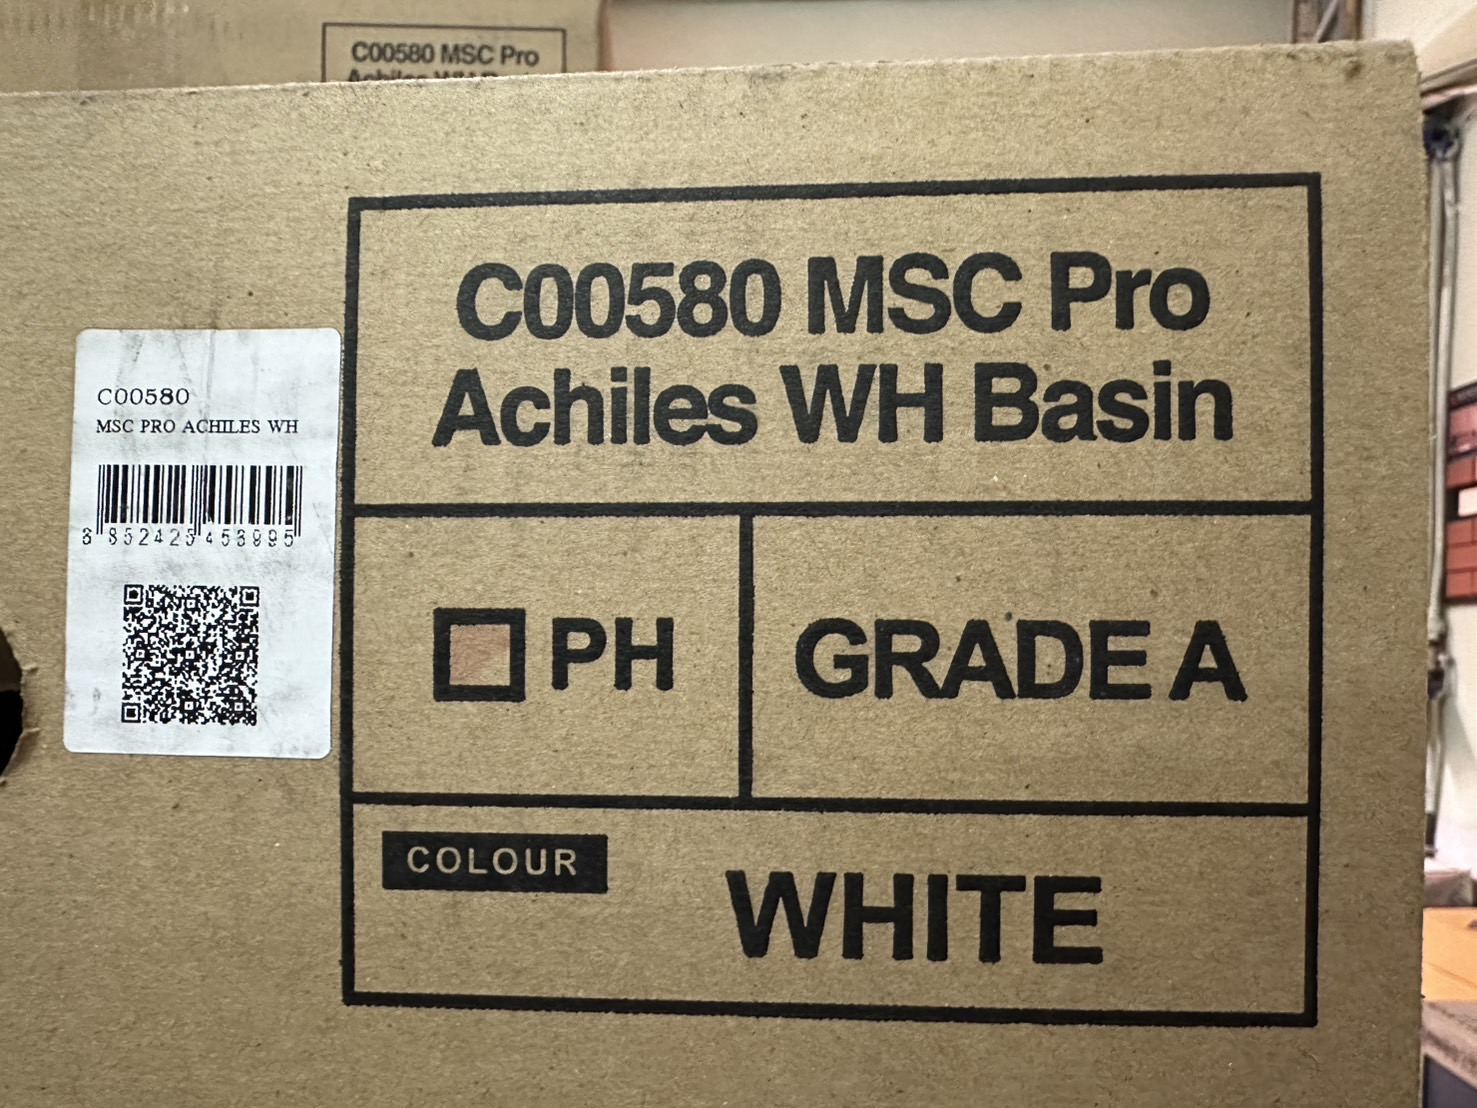 C00580 MSC Pro
C00580 MSC Pro
Achiles WH Basin
C00580
MSC PRO ACHILES WH
8 852425 458995
PH
GRADE A
COLOUR
WHITE